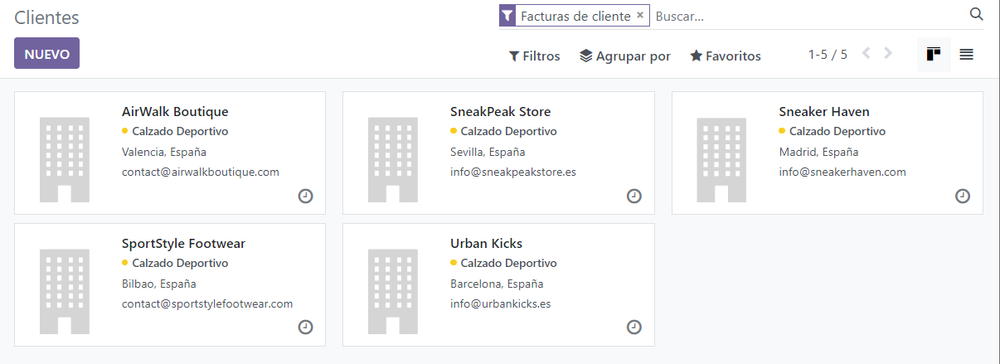 Clientes
Facturas de cliente ×
Buscar...
NUEVO
Filtros
Agrupar por
Favoritos
1-5 / 5
AirWalk Boutique
Calzado Deportivo
Valencia, España
contact@airwalkboutique.com
SneakPeak Store
Calzado Deportivo
Sevilla, España
info@sneakpeakstore.es
Sneaker Haven
Calzado Deportivo
Madrid, España
info@sneakerhaven.com
SportStyle Footwear
Calzado Deportivo
Bilbao, España
contact@sportstylefootwear.com
Urban Kicks
Calzado Deportivo
Barcelona, España
info@urbankicks.es